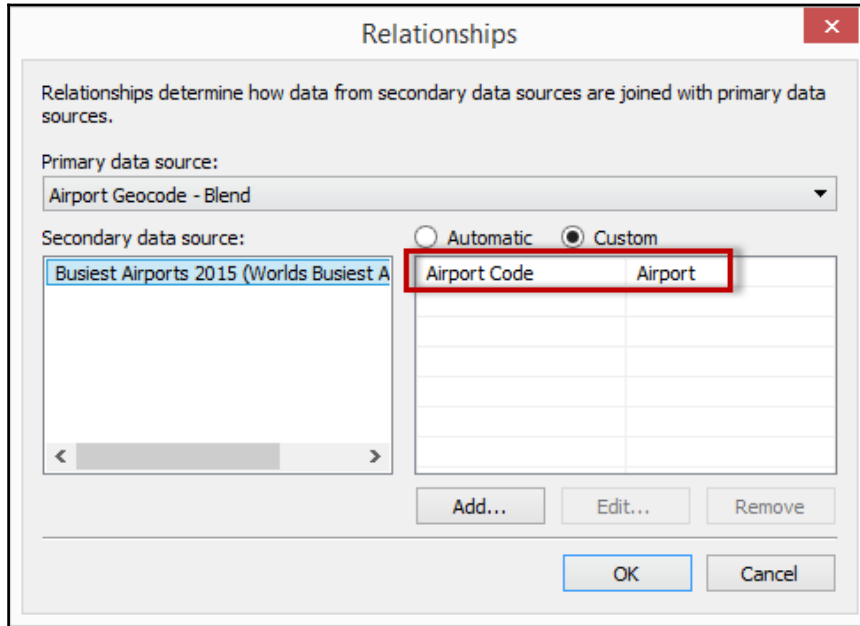 Relationships
Relationships determine how data from secondary data sources are joined with primary data
sources.
Primary data source:
Airport Geocode - Blend
Secondary data source:
Automatic Custom
Busiest Airports 2015 (Worlds Busiest A
Airport Code Airport
Add... Edit... Remove
OK Cancel